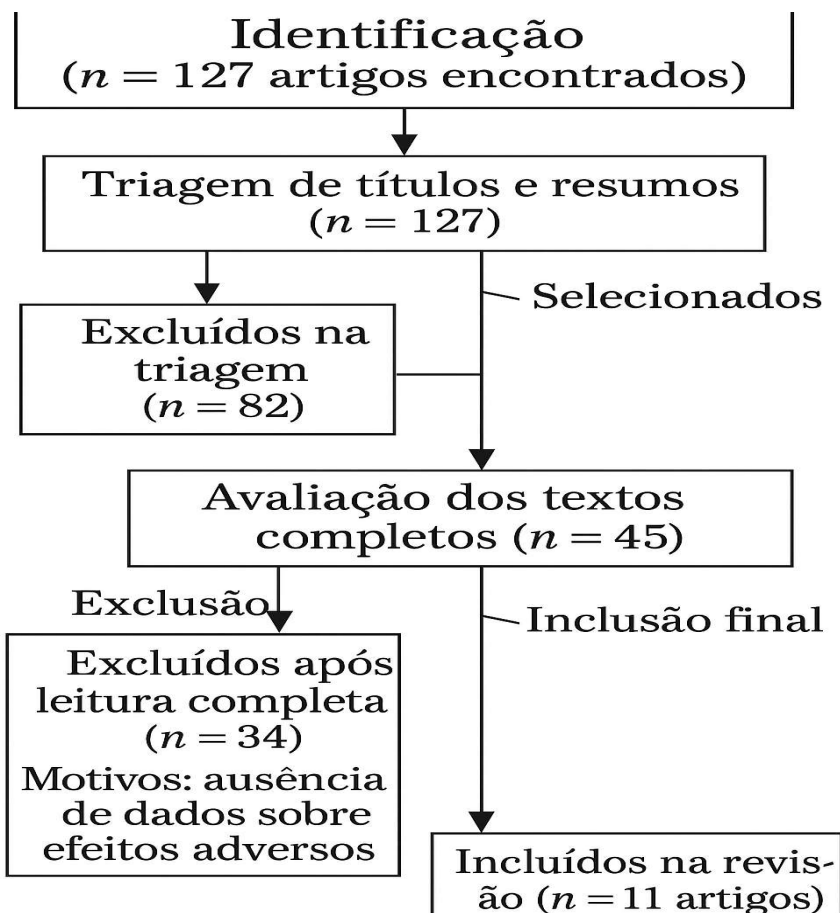 Identificação
(n = 127 artigos encontrados)
Triagem de títulos e resumos
(n = 127)
Selecionados
Excluídos na
triagem
(n = 82)
Avaliação dos textos
completos (n = 45)
Exclusão
Inclusão final
Excluídos após
leitura completa
(n = 34)
Motivos: ausência
de dados sobre
efeitos adversos
Incluídos na revis-
ão (n = 11 artigos)